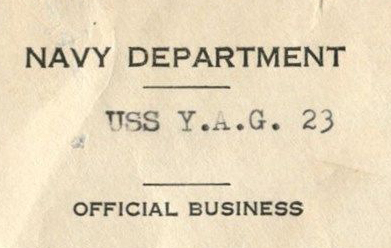 NAVY DEPARTMENT
USS Y.A.G. 23
OFFICIAL BUSINESS